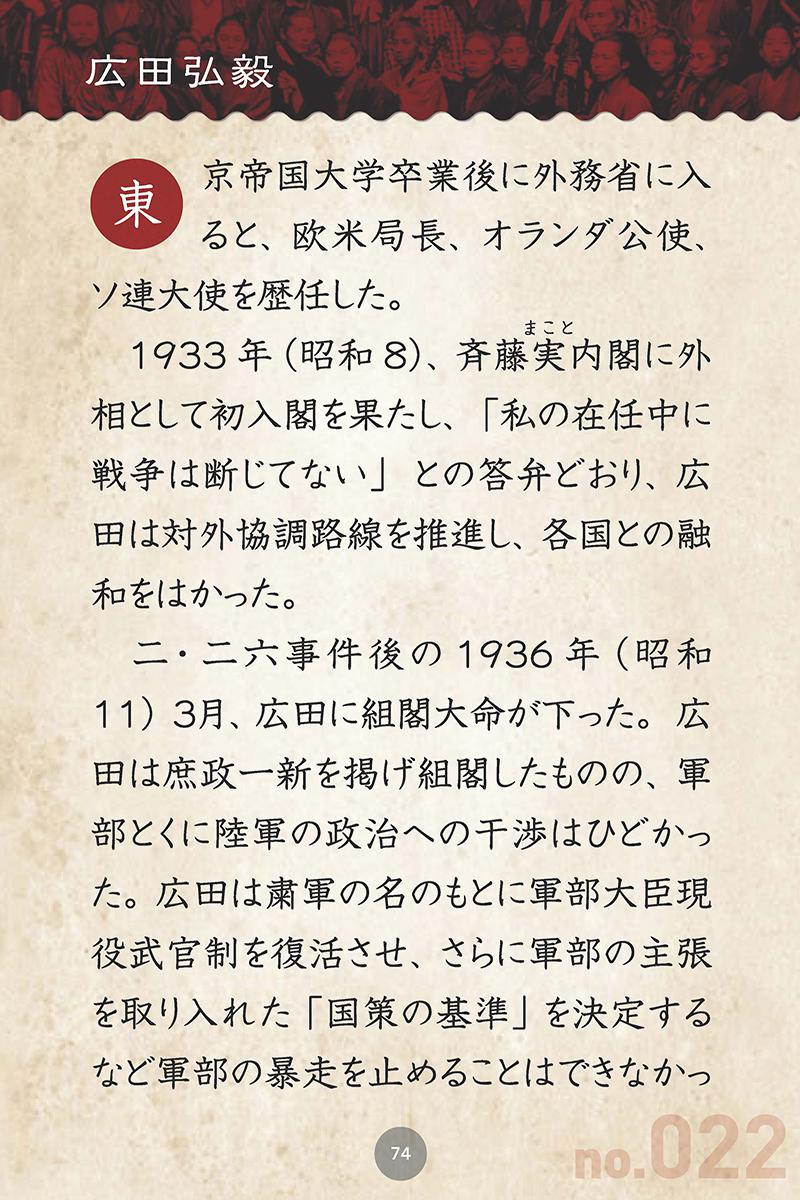 広田弘毅
東京帝国大学卒業後に外務省に入
ると、欧米局長、オランダ公使、
ソ連大使を歴任した。
まこと
1933年（昭和8）、斉藤実内閣に外
相として初入閣を果たし、「私の在任中に
戦争は断じてない」との答弁どおり、広
田は対外協調路線を推進し、各国との融
和をはかった。
二・二六事件後の1936年（昭和
11）3月、広田に組閣大命が下った。広
田は庶政一新を掲げ組閣したものの、軍
部とくに陸軍の政治への干渉はひどかっ
た。広田は粛軍の名のもとに軍部大臣現
役武官制を復活させ、さらに軍部の主張
を取り入れた「国策の基準」を決定する
など軍部の暴走を止めることはできなかっ
74
no.022